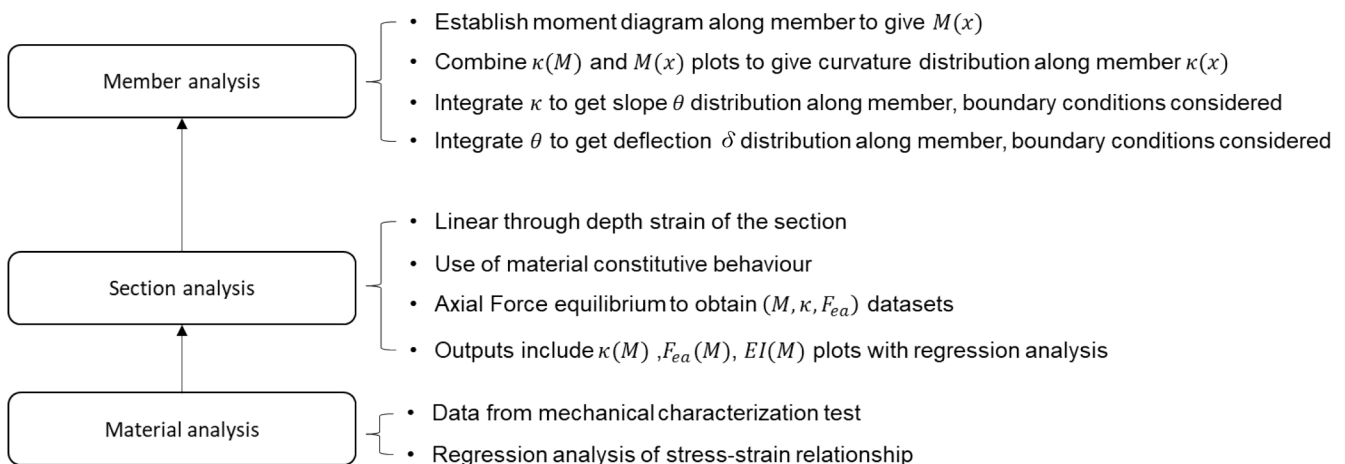 Member analysis
• Establish moment diagram along member to give M(x)
• Combine κ(M) and M(x) plots to give curvature distribution along member κ(x)
• Integrate κ to get slope θ distribution along member, boundary conditions considered
• Integrate θ to get deflection δ distribution along member, boundary conditions considered
Section analysis
• Linear through depth strain of the section
• Use of material constitutive behaviour
• Axial Force equilibrium to obtain (M, κ, F_ea) datasets
• Outputs include κ(M) ,F_ea(M), EI(M) plots with regression analysis
Material analysis
• Data from mechanical characterization test
• Regression analysis of stress-strain relationship